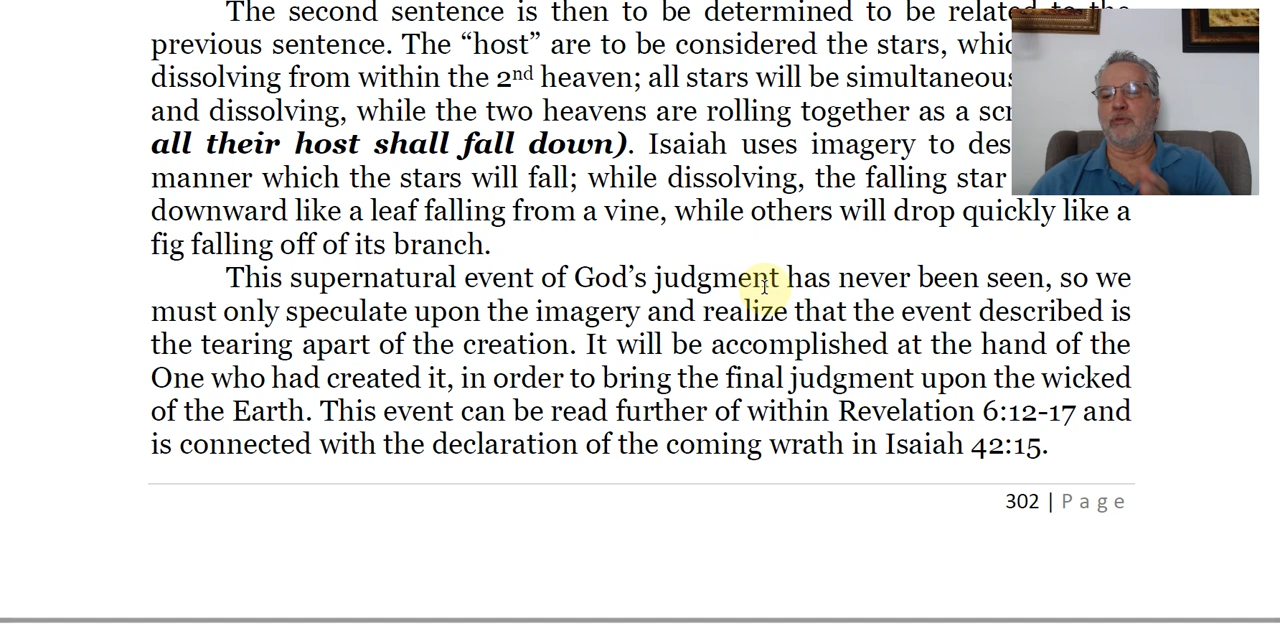 The second sentence is then to be determined to be related to the
previous sentence. The “host” are to be considered the stars,
dissolving from within the 2nd heaven; all stars will be
and dissolving, while the two heavens are rolling together as a
all their host shall fall down). Isaiah uses imagery to
manner which the stars will fall; while dissolving, the falling star
downward like a leaf falling from a vine, while others will drop quickly like a
fig falling off of its branch.
This supernatural event of God’s judgment has never been seen, so we
must only speculate upon the imagery and realize that the event described is
the tearing apart of the creation. It will be accomplished at the hand of the
One who had created it, in order to bring the final judgment upon the wicked
of the Earth. This event can be read further of within Revelation 6:12-17 and
is connected with the declaration of the coming wrath in Isaiah 42:15.
302 | Page